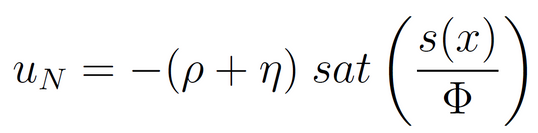 u_N = −(ρ + η) sat (s(x)/Φ)